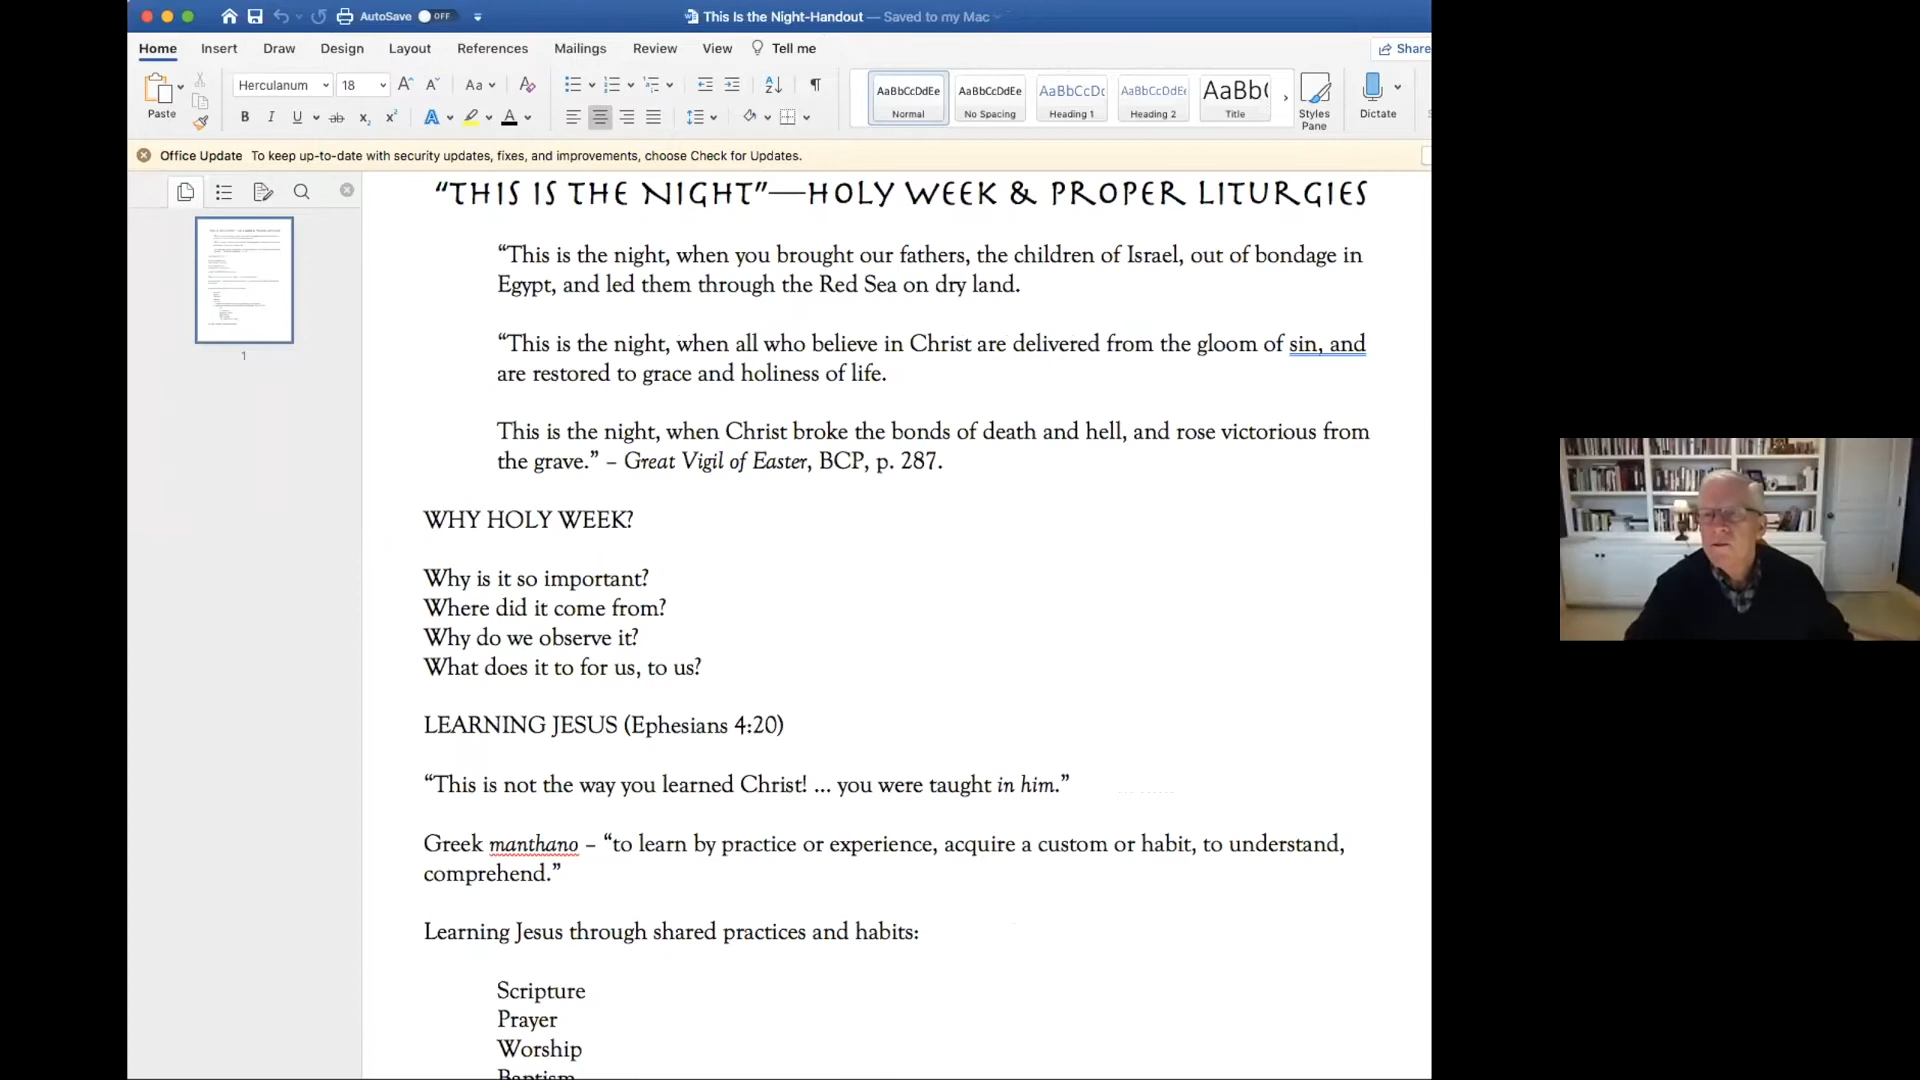 AutoSave OFF This Is the Night-Handout — Saved to my Mac
Home Insert Draw Design Layout References Mailings Review View Tell me Share
Paste Herculanum 18 Aa AaBbCcDdEe AaBbCcDdEe AaBbCcDc AaBbCcDdEe AaBb(
Normal No Spacing Heading 1 Heading 2 Title Styles Pane Dictate
Office Update To keep up-to-date with security updates, fixes, and improvements, choose Check for Updates.
1
“THIS IS THE NIGHT”—HOLY WEEK & PROPER LITURGIES
“This is the night, when you brought our fathers, the children of Israel, out of bondage in
Egypt, and led them through the Red Sea on dry land.
“This is the night, when all who believe in Christ are delivered from the gloom of sin, and
are restored to grace and holiness of life.
This is the night, when Christ broke the bonds of death and hell, and rose victorious from
the grave.” – Great Vigil of Easter, BCP, p. 287.
WHY HOLY WEEK?
Why is it so important?
Where did it come from?
Why do we observe it?
What does it to for us, to us?
LEARNING JESUS (Ephesians 4:20)
“This is not the way you learned Christ! ... you were taught in him.”
Greek manthano – “to learn by practice or experience, acquire a custom or habit, to understand,
comprehend.”
Learning Jesus through shared practices and habits:
Scripture
Prayer
Worship
Baptism